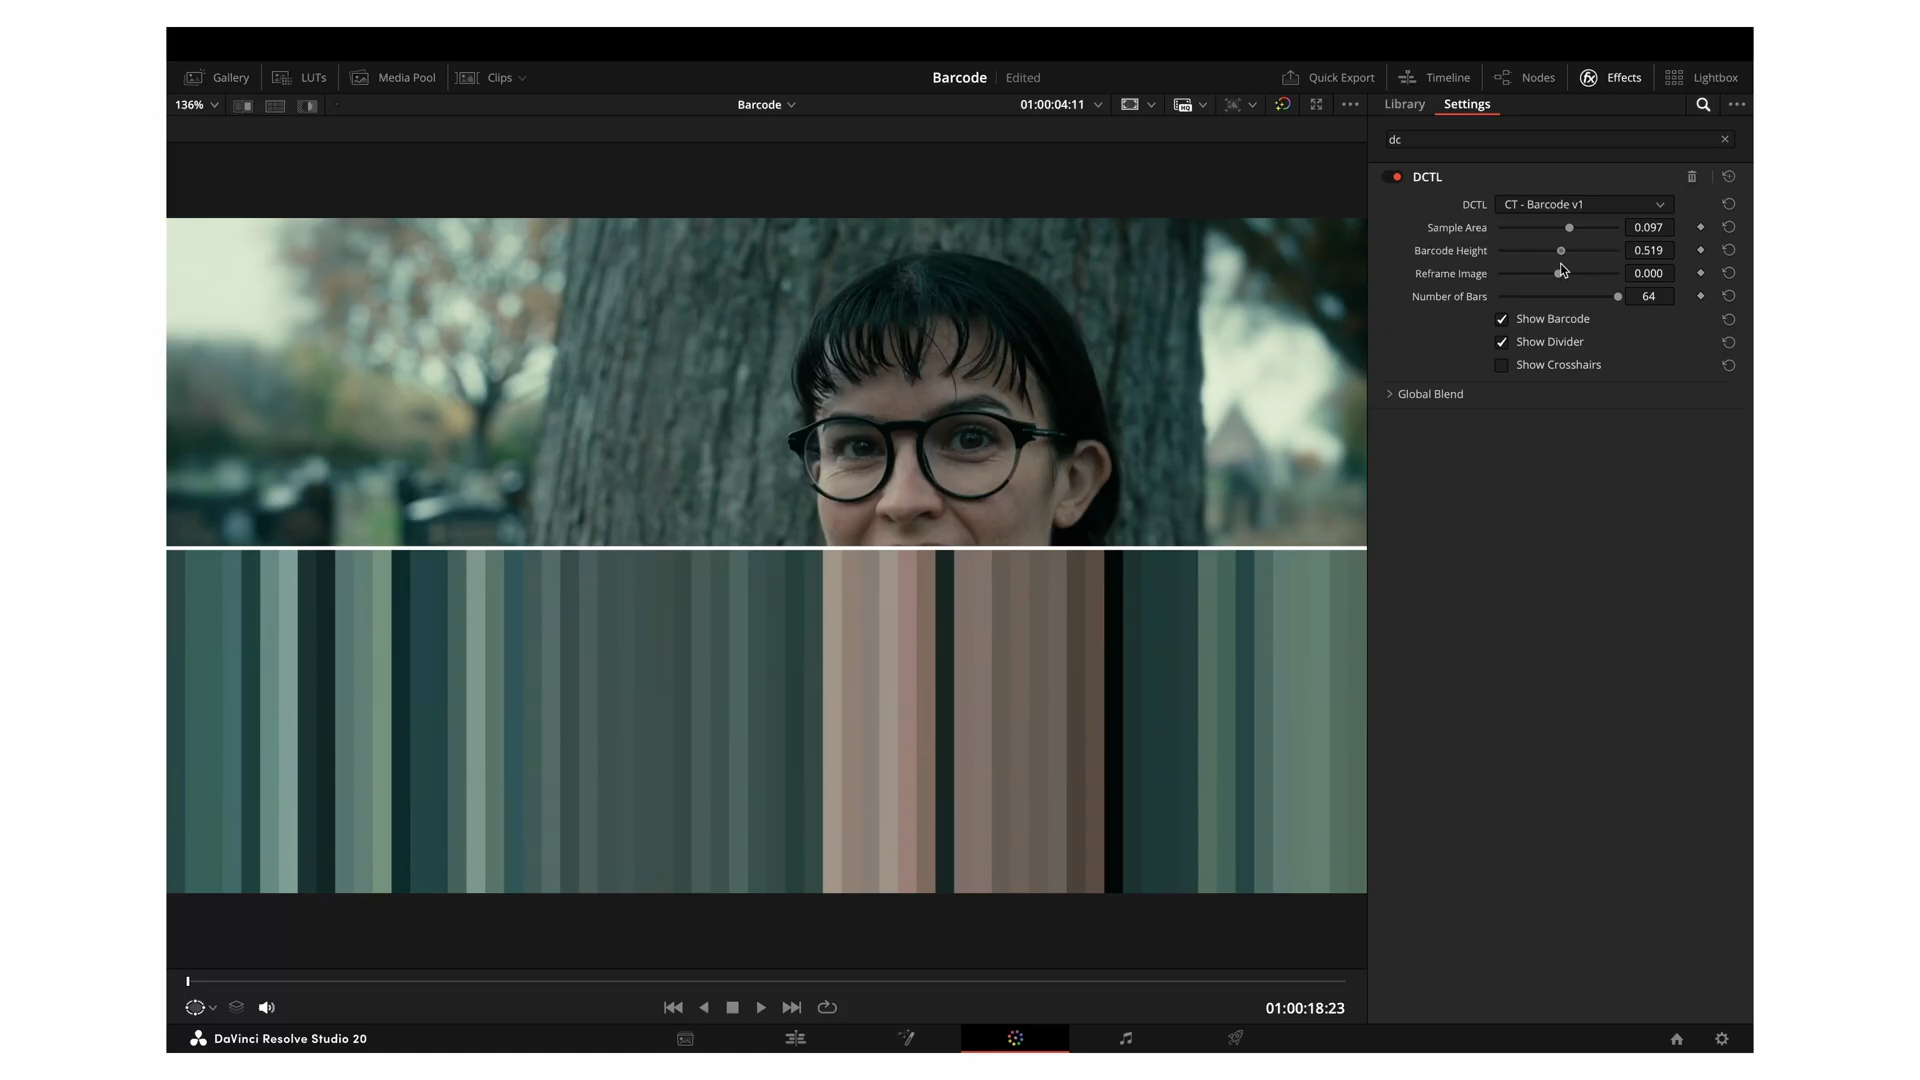 Gallery LUTs Media Pool Clips Barcode Edited Quick Export Timeline Nodes Effects Lightbox
136% Barcode 01:00:04:11 Library Settings
dc
DCTL
DCTL CT - Barcode v1
Sample Area 0.097
Barcode Height 0.519
Reframe Image 0.000
Number of Bars 64
Show Barcode
Show Divider
Show Crosshairs
Global Blend
01:00:18:23
DaVinci Resolve Studio 20